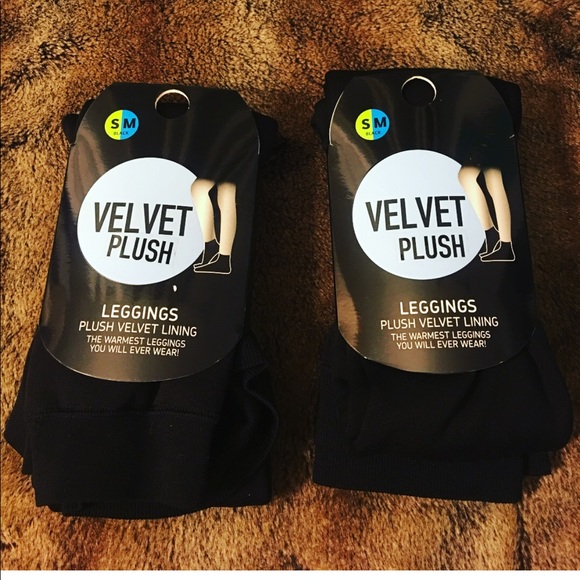 S M
BLACK
VELVET
PLUSH
LEGGINGS
PLUSH VELVET LINING
THE WARMEST LEGGINGS
YOU WILL EVER WEAR!
S M
BLACK
VELVET
PLUSH
LEGGINGS
PLUSH VELVET LINING
THE WARMEST LEGGINGS
YOU WILL EVER WEAR!